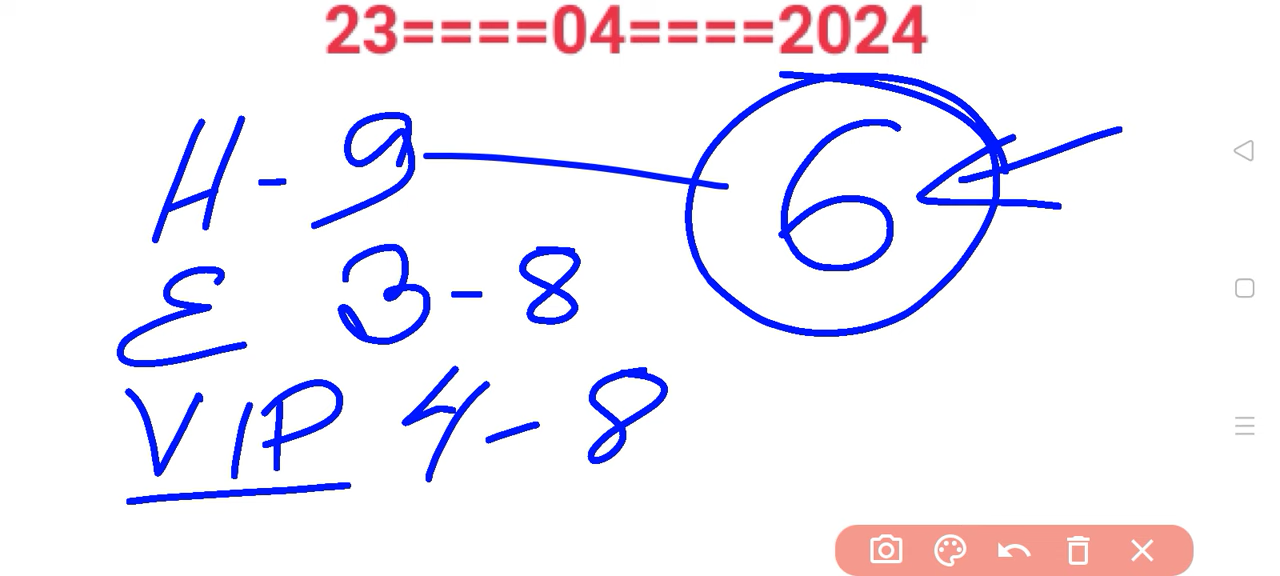 23====04====2024
H - 9 6
E 3 - 8
VIP 4 - 8